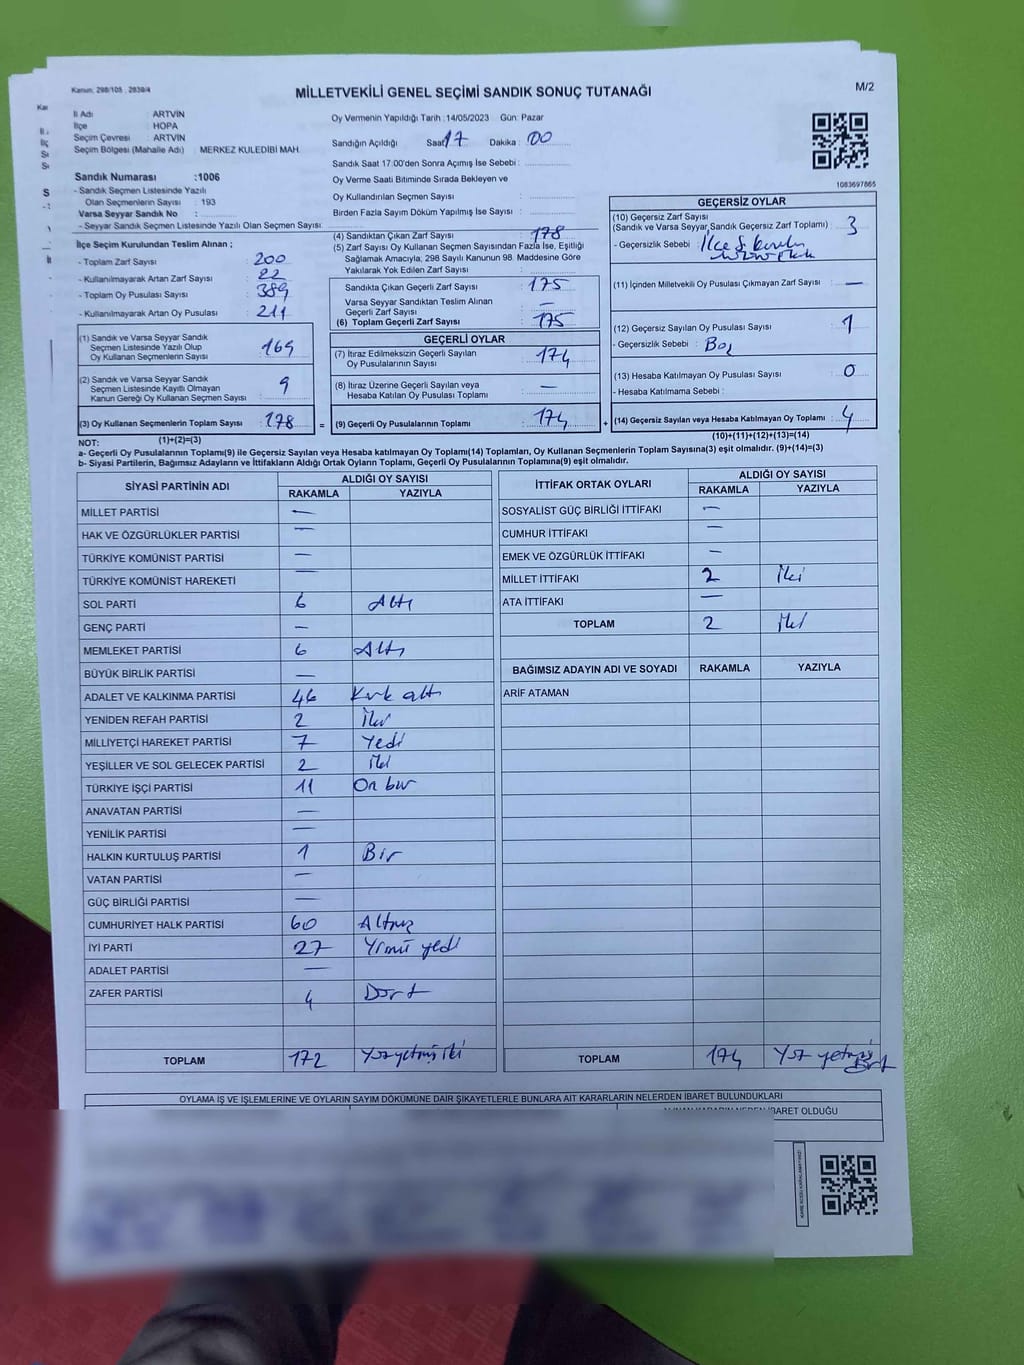 Kanun: 298/105 , 2839/4
MİLLETVEKİLİ GENEL SEÇİMİ SANDIK SONUÇ TUTANAĞI
M/2
İl Adı : ARTVİN
İlçe : HOPA
Seçim Çevresi : ARTVİN
Seçim Bölgesi (Mahalle Adı) : MERKEZ KULEDİBİ MAH.
Sandık Numarası :1006
- Sandık Seçmen Listesinde Yazılı
Olan Seçmenlerin Sayısı : 193
Varsa Seyyar Sandık No :
- Seyyar Sandık Seçmen Listesinde Yazılı Olan Seçmen Sayısı:
Oy Vermenin Yapıldığı Tarih :14/05/2023 Gün: Pazar
Sandığın Açıldığı Saat 17 Dakika : 00
Sandık Saat 17:00'den Sonra Açımış İse Sebebi :
Oy Verme Saati Bitiminde Sırada Bekleyen ve
Oy Kullandırılan Seçmen Sayısı :
Birden Fazla Sayım Döküm Yapılmış İse Sayısı :
1083697865
İlçe Seçim Kurulundan Teslim Alınan ;
- Toplam Zarf Sayısı : 200
- Kullanılmayarak Artan Zarf Sayısı : 22
- Toplam Oy Pusulası Sayısı : 389
- Kullanılmayarak Artan Oy Pusulası : 211
(1) Sandık ve Varsa Seyyar Sandık
Seçmen Listesinde Yazılı Olup
Oy Kullanan Seçmenlerin Sayısı : 169
(2) Sandık ve Varsa Seyyar Sandık
Seçmen Listesinde Kayıtlı Olmayan
Kanun Gereği Oy Kullanan Seçmen Sayısı : 9
(3) Oy Kullanan Seçmenlerin Toplam Sayısı : 178
(1)+(2)=(3)
(4) Sandıktan Çıkan Zarf Sayısı : 178
(5) Zarf Sayısı Oy Kullanan Seçmen Sayısından Fazla İse, Eşitliği
Sağlamak Amacıyla, 298 Sayılı Kanunun 98. Maddesine Göre
Yakılarak Yok Edilen Zarf Sayısı :
Sandıkta Çıkan Geçerli Zarf Sayısı : 175
Varsa Seyyar Sandıktan Teslim Alınan
Geçerli Zarf Sayısı : —
(6) Toplam Geçerli Zarf Sayısı : 175
GEÇERLİ OYLAR
(7) İtiraz Edilmeksizin Geçerli Sayılan
Oy Pusulalarının Sayısı : 174
(8) İtiraz Üzerine Geçerli Sayılan veya
Hesaba Katılan Oy Pusulası Toplamı : —
= (9) Geçerli Oy Pusulalarının Toplamı : 174
GEÇERSİZ OYLAR
(10) Geçersiz Zarf Sayısı
(Sandık ve Varsa Seyyar Sandık Geçersiz Zarf Toplamı) : 3
- Geçersizlik Sebebi : İlçe S.
(11) İçinden Milletvekili Oy Pusulası Çıkmayan Zarf Sayısı : —
(12) Geçersiz Sayılan Oy Pusulası Sayısı : 1
- Geçersizlik Sebebi : Boş
(13) Hesaba Katılmayan Oy Pusulası Sayısı : 0
- Hesaba Katılmama Sebebi :
+ (14) Geçersiz Sayılan veya Hesaba Katılmayan Oy Toplamı : 4
(10)+(11)+(12)+(13)=(14)
NOT:
a- Geçerli Oy Pusulalarının Toplamı(9) ile Geçersiz Sayılan veya Hesaba katılmayan Oy Toplamı(14) Toplamları, Oy Kullanan Seçmenlerin Toplam Sayısına(3) eşit olmalıdır. (9)+(14)=(3)
b- Siyasi Partilerin, Bağımsız Adayların ve İttifakların Aldığı Ortak Oyların Toplamı, Geçerli Oy Pusulalarının Toplamına(9) eşit olmalıdır.
SİYASİ PARTİNİN ADI ALDIĞI OY SAYISI
RAKAMLA YAZIYLA
MİLLET PARTİSİ —
HAK VE ÖZGÜRLÜKLER PARTİSİ —
TÜRKİYE KOMÜNİST PARTİSİ —
TÜRKİYE KOMÜNİST HAREKETİ —
SOL PARTİ 6 Altı
GENÇ PARTİ —
MEMLEKET PARTİSİ 6 Altı
BÜYÜK BİRLİK PARTİSİ —
ADALET VE KALKINMA PARTİSİ 46 Kırk altı
YENİDEN REFAH PARTİSİ 2 İki
MİLLİYETÇİ HAREKET PARTİSİ 7 Yedi
YEŞİLLER VE SOL GELECEK PARTİSİ 2 İki
TÜRKİYE İŞÇİ PARTİSİ 11 On bir
ANAVATAN PARTİSİ —
YENİLİK PARTİSİ —
HALKIN KURTULUŞ PARTİSİ 1 Bir
VATAN PARTİSİ —
GÜÇ BİRLİĞİ PARTİSİ —
CUMHURİYET HALK PARTİSİ 60 Altmış
İYİ PARTİ 27 Yirmi yedi
ADALET PARTİSİ —
ZAFER PARTİSİ 4 Dört
TOPLAM 172 Yüz yetmiş iki
İTTİFAK ORTAK OYLARI ALDIĞI OY SAYISI
RAKAMLA YAZIYLA
SOSYALİST GÜÇ BİRLİĞİ İTTİFAKI —
CUMHUR İTTİFAKI —
EMEK VE ÖZGÜRLÜK İTTİFAKI —
MİLLET İTTİFAKI 2 İki
ATA İTTİFAKI —
TOPLAM 2 İki
BAĞIMSIZ ADAYIN ADI VE SOYADI RAKAMLA YAZIYLA
ARİF ATAMAN
TOPLAM 174 Yüz yetmiş dört
OYLAMA İŞ VE İŞLEMLERİNE VE OYLARIN SAYIM DÖKÜMÜNE DAİR ŞİKAYETLERLE BUNLARA AİT KARARLARIN NELERDEN İBARET BULUNDUKLARI
İBARET OLDUĞU